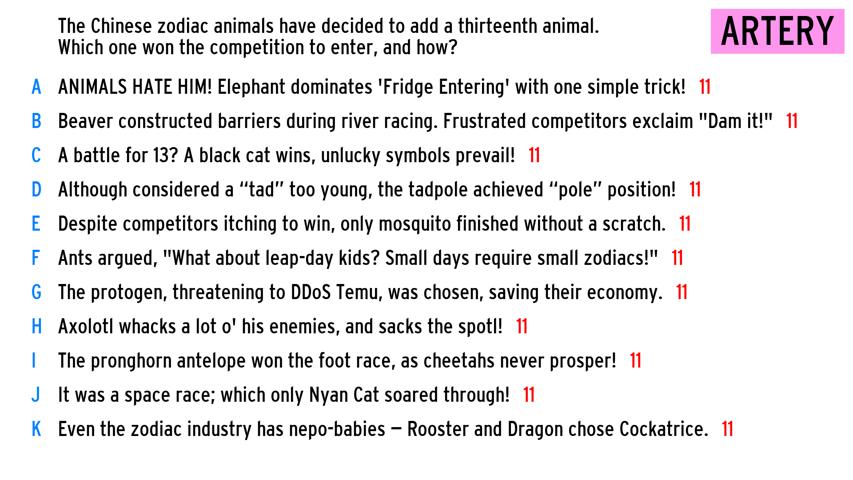 The Chinese zodiac animals have decided to add a thirteenth animal.
Which one won the competition to enter, and how?
ARTERY
A ANIMALS HATE HIM! Elephant dominates 'Fridge Entering' with one simple trick! 11
B Beaver constructed barriers during river racing. Frustrated competitors exclaim "Dam it!" 11
C A battle for 13? A black cat wins, unlucky symbols prevail! 11
D Although considered a “tad” too young, the tadpole achieved “pole” position! 11
E Despite competitors itching to win, only mosquito finished without a scratch. 11
F Ants argued, "What about leap-day kids? Small days require small zodiacs!" 11
G The protogen, threatening to DDoS Temu, was chosen, saving their economy. 11
H Axolotl whacks a lot o' his enemies, and sacks the spotl! 11
I The pronghorn antelope won the foot race, as cheetahs never prosper! 11
J It was a space race; which only Nyan Cat soared through! 11
K Even the zodiac industry has nepo-babies – Rooster and Dragon chose Cockatrice. 11